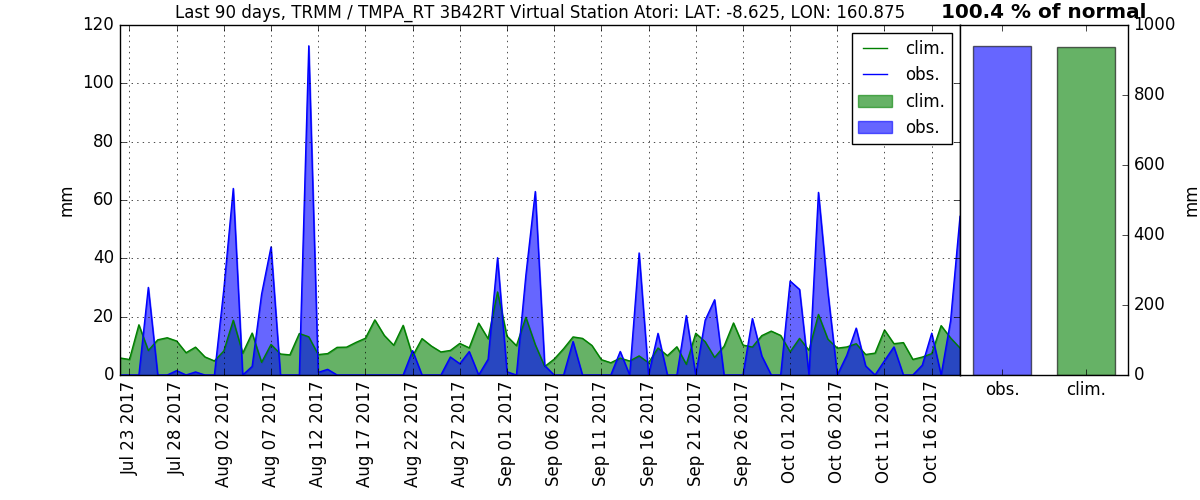 Last 90 days, TRMM / TMPA_RT 3B42RT Virtual Station Atori: LAT: -8.625, LON: 160.875
100.4 % of normal
120
100
80
60
40
20
0
mm
clim.
obs.
clim.
obs.
1000
800
600
400
200
0
mm
Jul 23 2017
Jul 28 2017
Aug 02 2017
Aug 07 2017
Aug 12 2017
Aug 17 2017
Aug 22 2017
Aug 27 2017
Sep 01 2017
Sep 06 2017
Sep 11 2017
Sep 16 2017
Sep 21 2017
Sep 26 2017
Oct 01 2017
Oct 06 2017
Oct 11 2017
Oct 16 2017
obs.
clim.